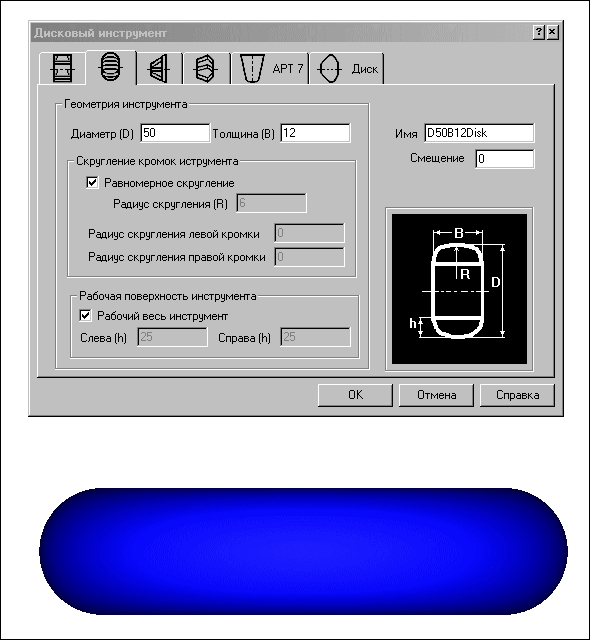 Дисковый инструмент
АРТ 7 Диск
Геометрия инструмента
Диаметр (D) 50 Толщина (B) 12
Имя D50B12Disk
Смещение 0
Скругление кромок иструмента
Равномерное скругление
Радиус скругления (R) 6
Радиус скругления левой кромки 0
Радиус скругления правой кромки 0
B
R
D
h
Рабочая поверхность инструмента
Рабочий весь инструмент
Слева (h) 25 Справа (h) 25
OK Отмена Справка